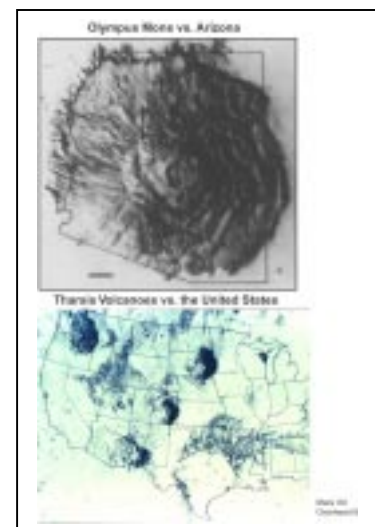 Olympus Mons vs. Arizona
Tharsis Volcanoes vs. the United States